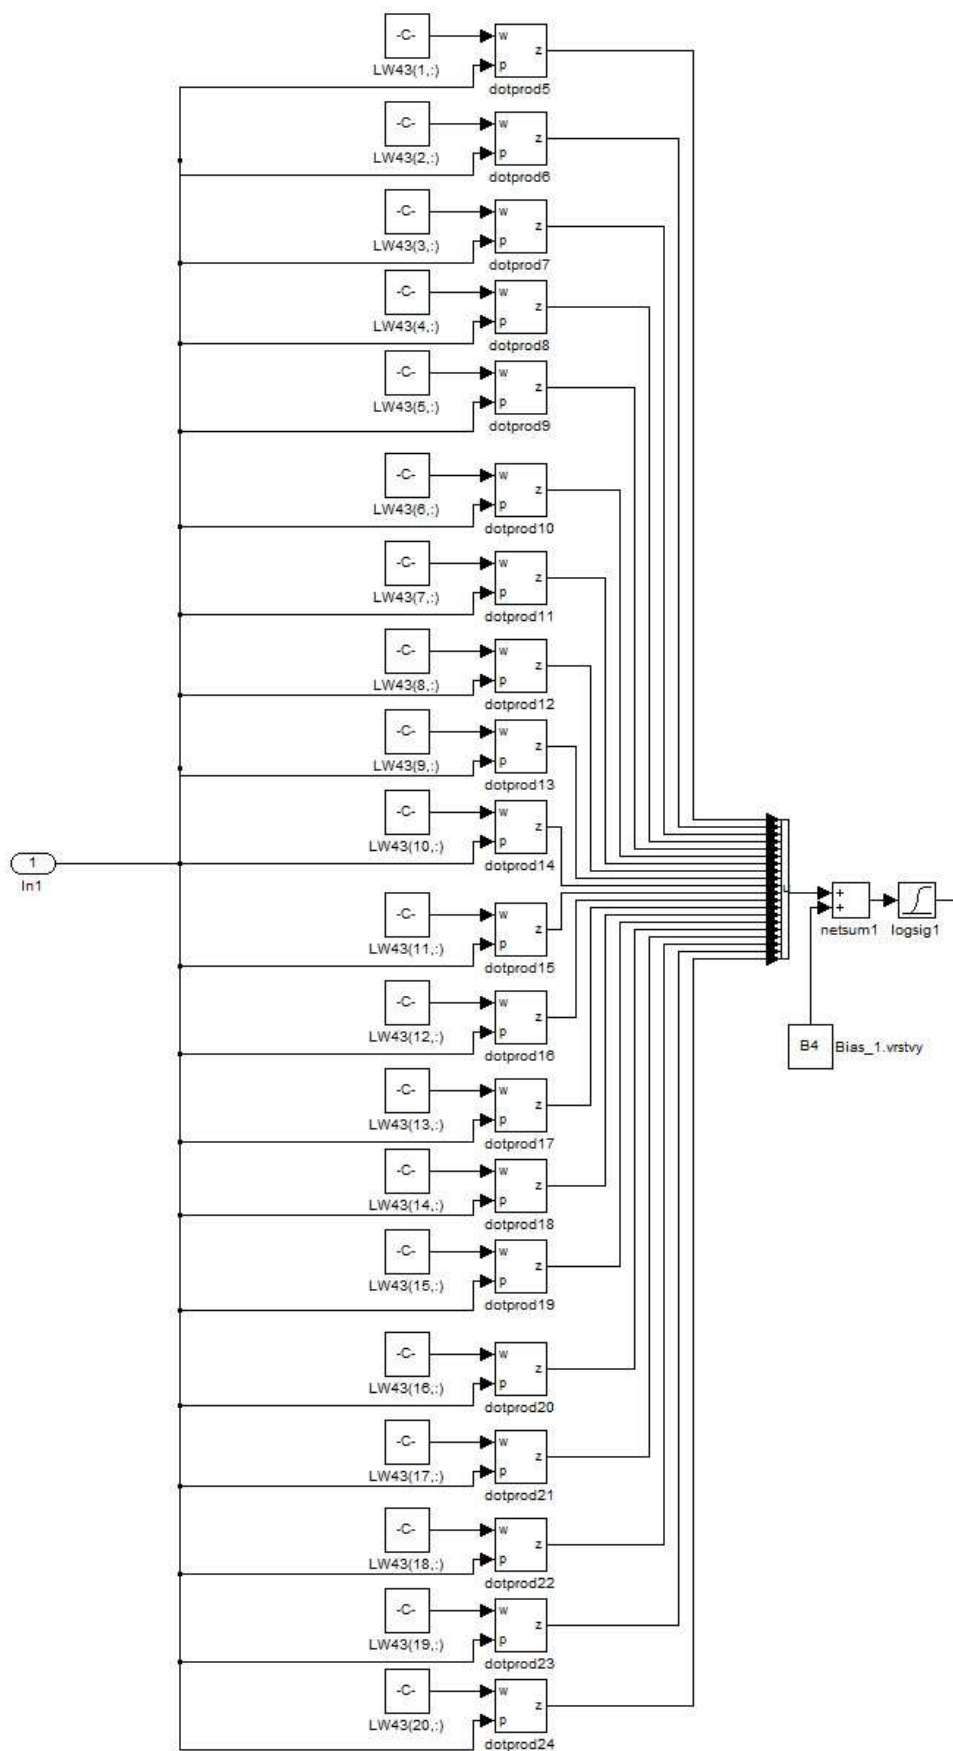 -C-
w
z
p
LW43(1,:)
dotprod5
-C-
w
z
p
LW43(2,:)
dotprod6
-C-
w
z
p
LW43(3,:)
dotprod7
-C-
w
z
p
LW43(4,:)
dotprod8
-C-
w
z
p
LW43(5,:)
dotprod9
-C-
w
z
p
LW43(6,:)
dotprod10
-C-
w
z
p
LW43(7,:)
dotprod11
-C-
w
z
p
LW43(8,:)
dotprod12
-C-
w
z
p
LW43(9,:)
dotprod13
-C-
w
z
p
LW43(10,:)
dotprod14
1
In1
-C-
w
z
p
LW43(11,:)
dotprod15
+
+
netsum1
logsig1
-C-
w
z
p
LW43(12,:)
dotprod16
B4
Bias_1.vrstvy
-C-
w
z
p
LW43(13,:)
dotprod17
-C-
w
z
p
LW43(14,:)
dotprod18
-C-
w
z
p
LW43(15,:)
dotprod19
-C-
w
z
p
LW43(16,:)
dotprod20
-C-
w
z
p
LW43(17,:)
dotprod21
-C-
w
z
p
LW43(18,:)
dotprod22
-C-
w
z
p
LW43(19,:)
dotprod23
-C-
w
z
p
LW43(20,:)
dotprod24